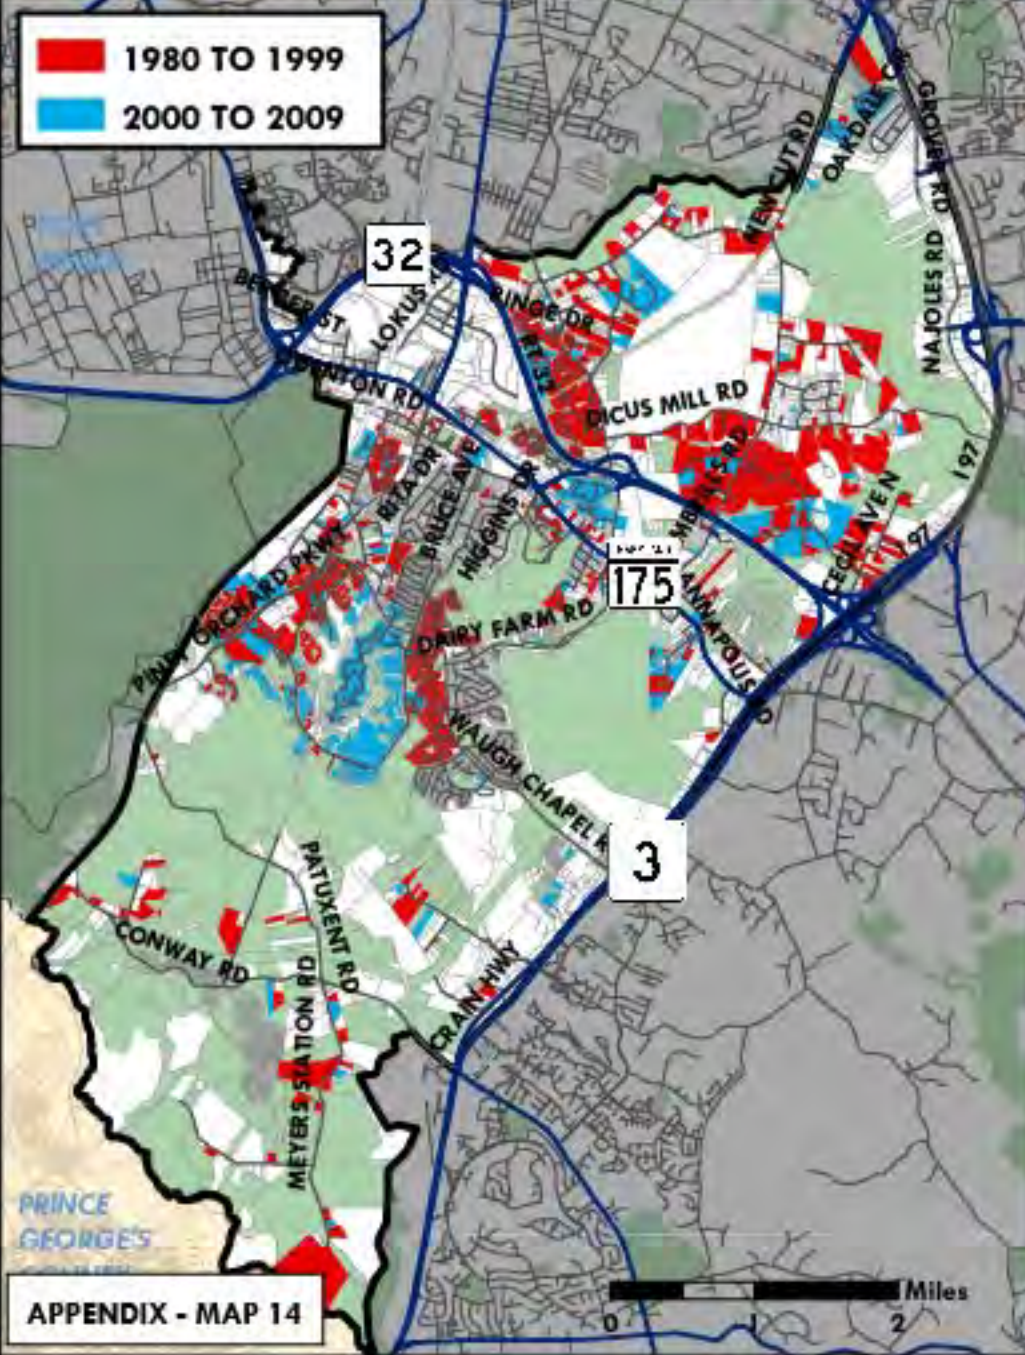 1980 TO 1999
2000 TO 2009
OAKDALE CR
NEW CUT RD
NAJOLES RD
32
BECKER ST
LOKUS
RINGE DR
RT 32
DICUS MILL RD
RITA DR
BRUCE AVE
HIGGINS DR
I 97
CECIL AVE N
175
PINEY ORCHARD PKWY
DAIRY FARM RD
ANNAPOLIS RD
WAUGH CHAPEL R
3
PATUXENT RD
CONWAY RD
MEYERS STATION RD
CRAIN HWY
PRINCE
GEORGE'S
APPENDIX - MAP 14
Miles
0 1 2